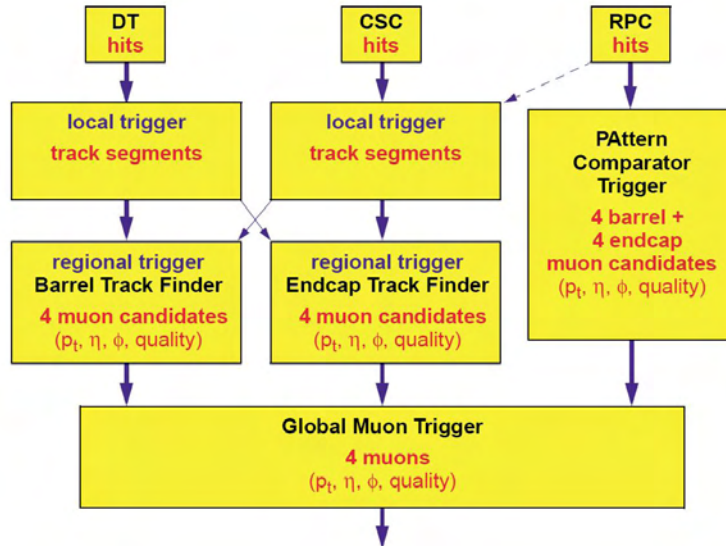 DT
hits
CSC
hits
RPC
hits
local trigger
track segments
local trigger
track segments
PAttern
Comparator
Trigger
4 barrel +
4 endcap
muon candidates
(pt, η, ϕ, quality)
regional trigger
Barrel Track Finder
4 muon candidates
(pt, η, ϕ, quality)
regional trigger
Endcap Track Finder
4 muon candidates
(pt, η, ϕ, quality)
Global Muon Trigger
4 muons
(pt, η, ϕ, quality)